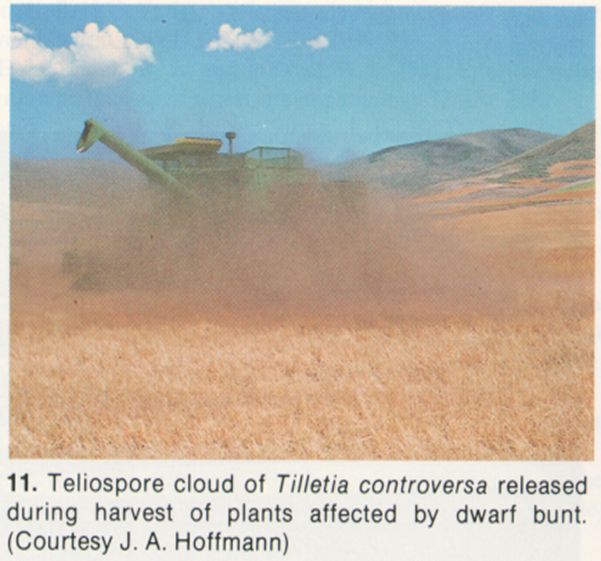 11. Teliospore cloud of Tilletia controversa released
during harvest of plants affected by dwarf bunt.
(Courtesy J. A. Hoffmann)